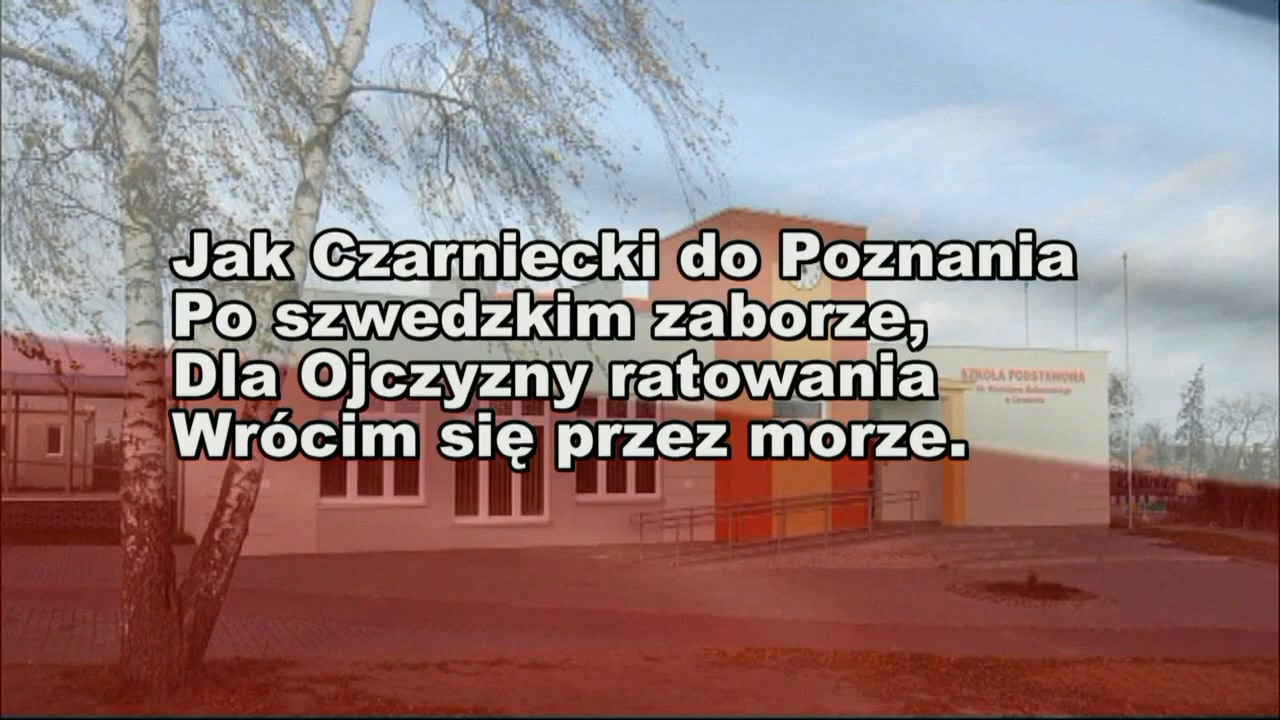 Jak Czarniecki do Poznania
Po szwedzkim zaborze,
Dla Ojczyzny ratowania
Wrócim się przez morze.
SZKOŁA PODSTAWOWA